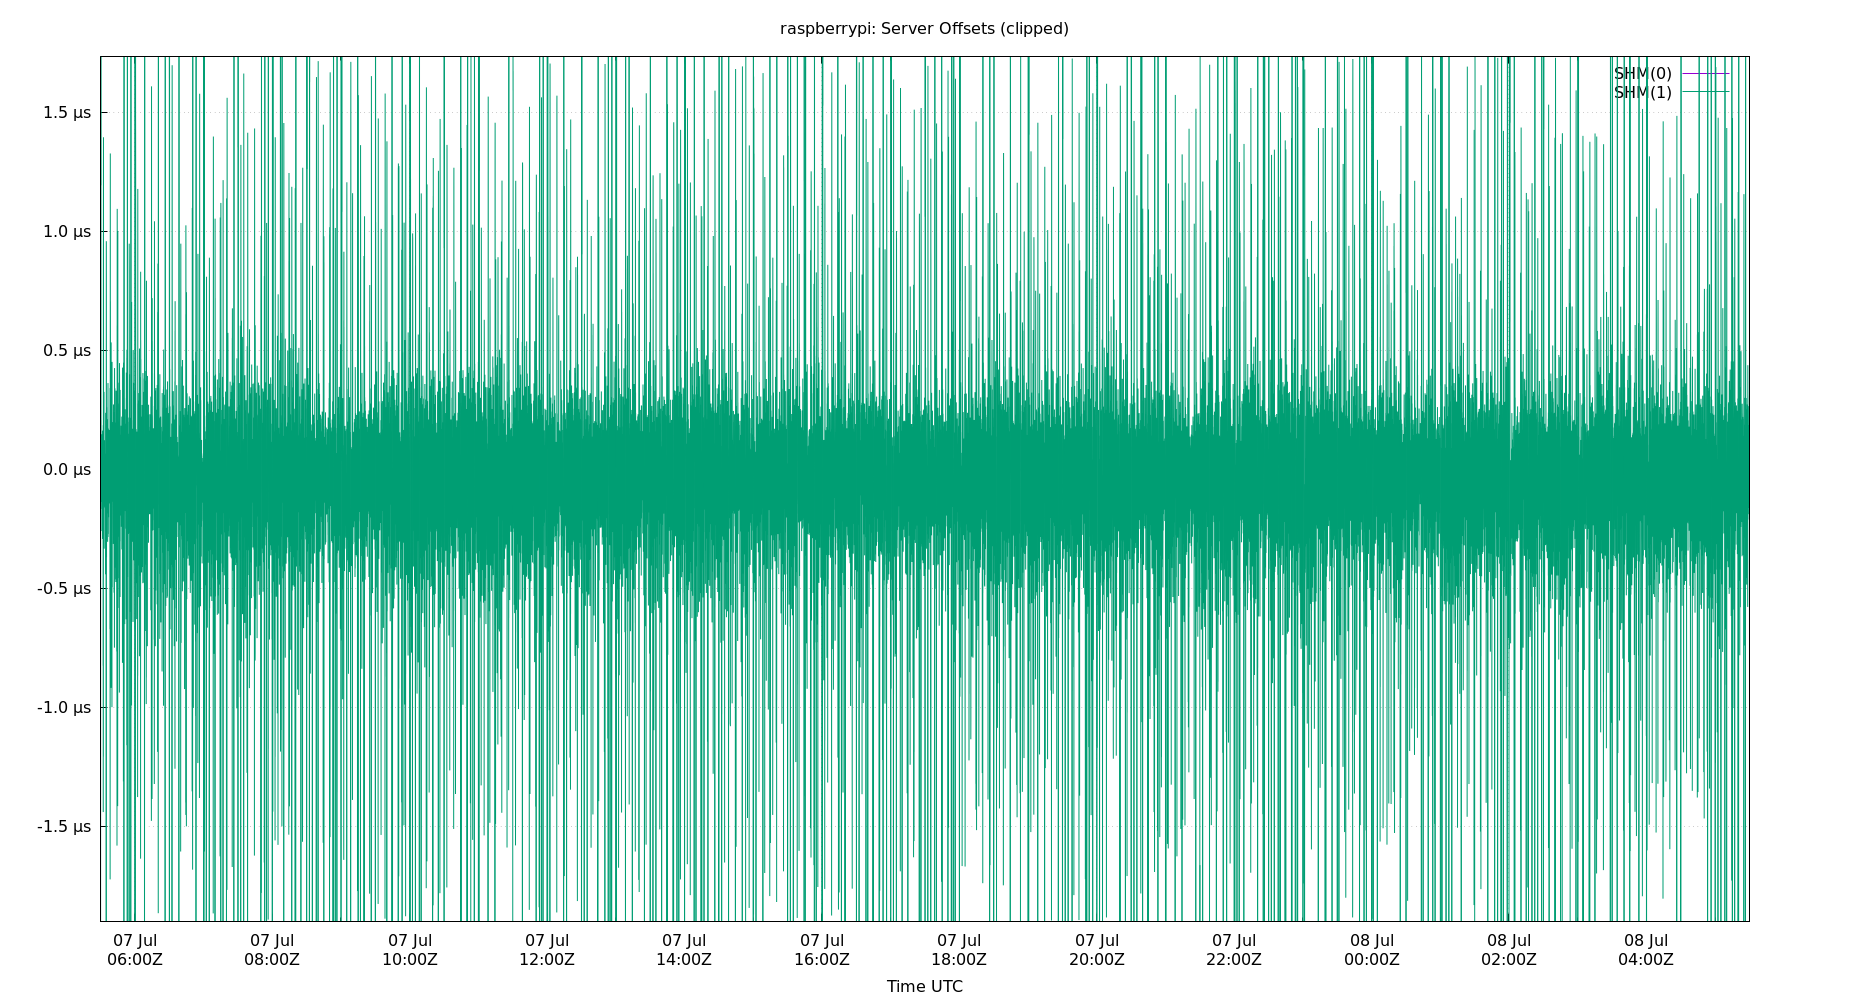 raspberrypi: Server Offsets (clipped)
SHM(0)
SHM(1)
1.5 µs
1.0 µs
0.5 µs
0.0 µs
-0.5 µs
-1.0 µs
-1.5 µs
07 Jul 07 Jul 07 Jul 07 Jul 07 Jul 07 Jul 07 Jul 07 Jul 07 Jul 08 Jul 08 Jul 08 Jul
06:00Z 08:00Z 10:00Z 12:00Z 14:00Z 16:00Z 18:00Z 20:00Z 22:00Z 00:00Z 02:00Z 04:00Z
Time UTC